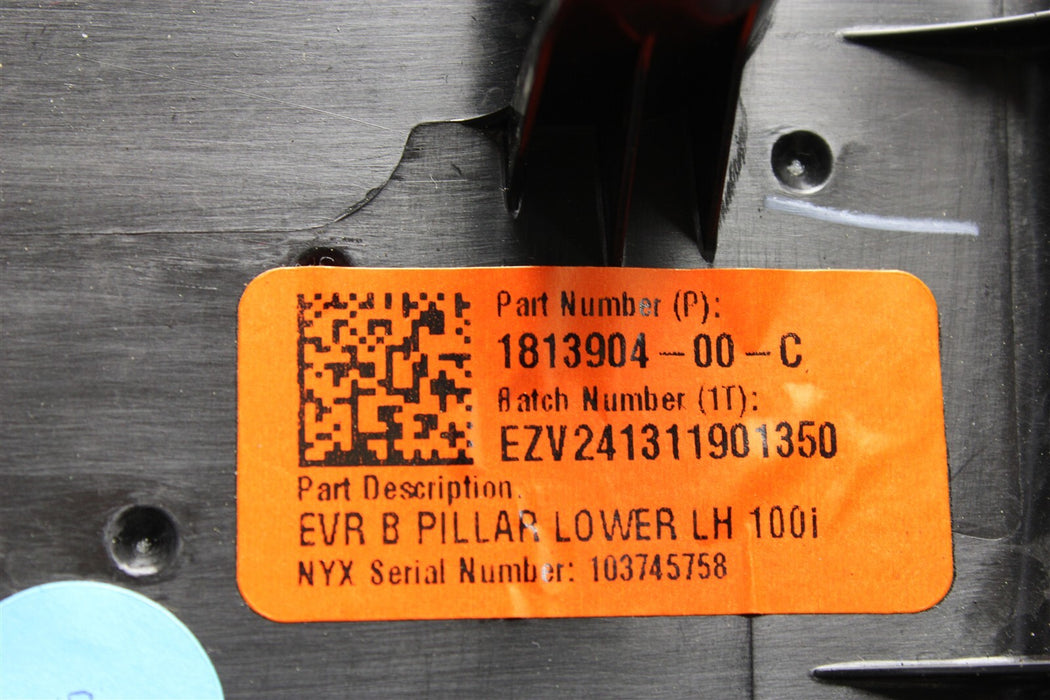 Part Number (P):
1813904-00-C
Batch Number (1T):
EZV241311901350
Part Description:
EVR B PILLAR LOWER LH 100i
NYX Serial Number: 103745758